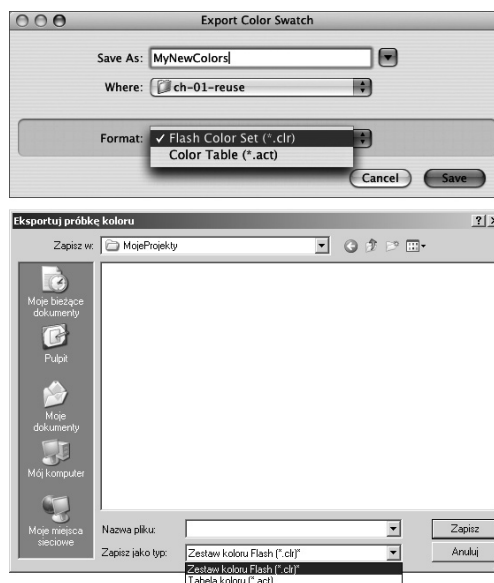 Export Color Swatch
Save As: MyNewColors
Where: ch-01-reuse
Format: ✓ Flash Color Set (*.clr)
Color Table (*.act)
Cancel Save
Eksportuj próbkę koloru
Zapisz w: MojeProjekty
Moje bieżące
dokumenty
Pulpit
Moje
dokumenty
Mój komputer
Moje miejsca
sieciowe
Nazwa pliku:
Zapisz
Zapisz jako typ: Zestaw koloru Flash (*.clr)*
Anuluj
Zestaw koloru Flash (*.clr)*
Tabela koloru (*.act)